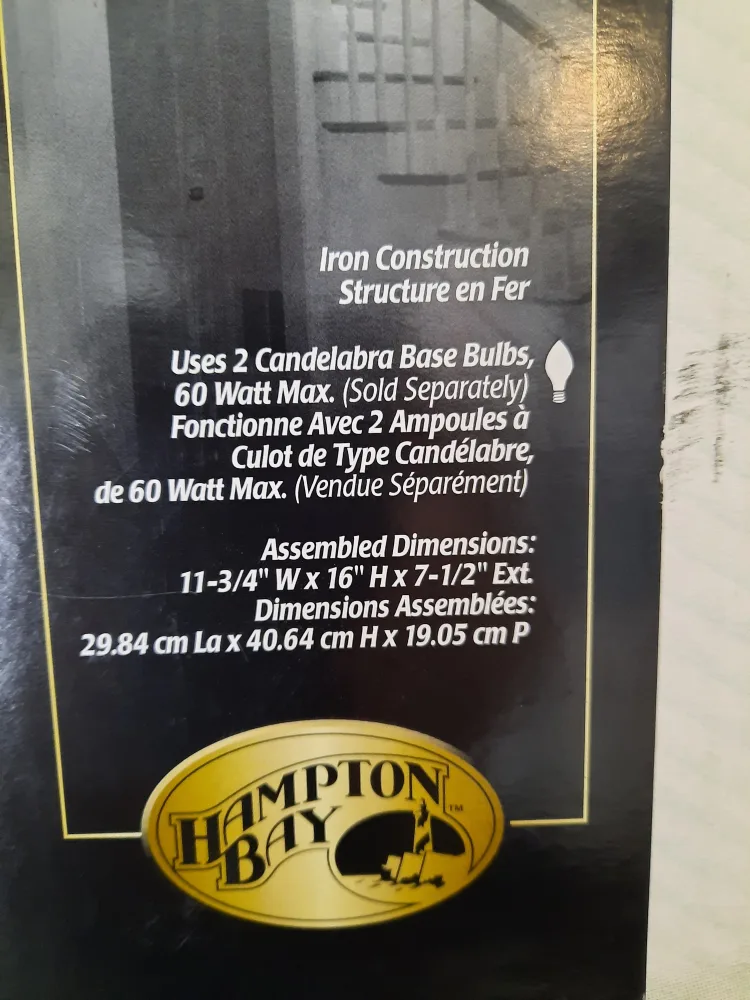 Iron Construction
Structure en Fer
Uses 2 Candelabra Base Bulbs,
60 Watt Max. (Sold Separately)
Fonctionne Avec 2 Ampoules à
Culot de Type Candélabre,
de 60 Watt Max. (Vendue Séparément)
Assembled Dimensions:
11-3/4" W x 16" H x 7-1/2" Ext.
Dimensions Assemblées:
29.84 cm La x 40.64 cm H x 19.05 cm P
HAMPTON
BAY ™